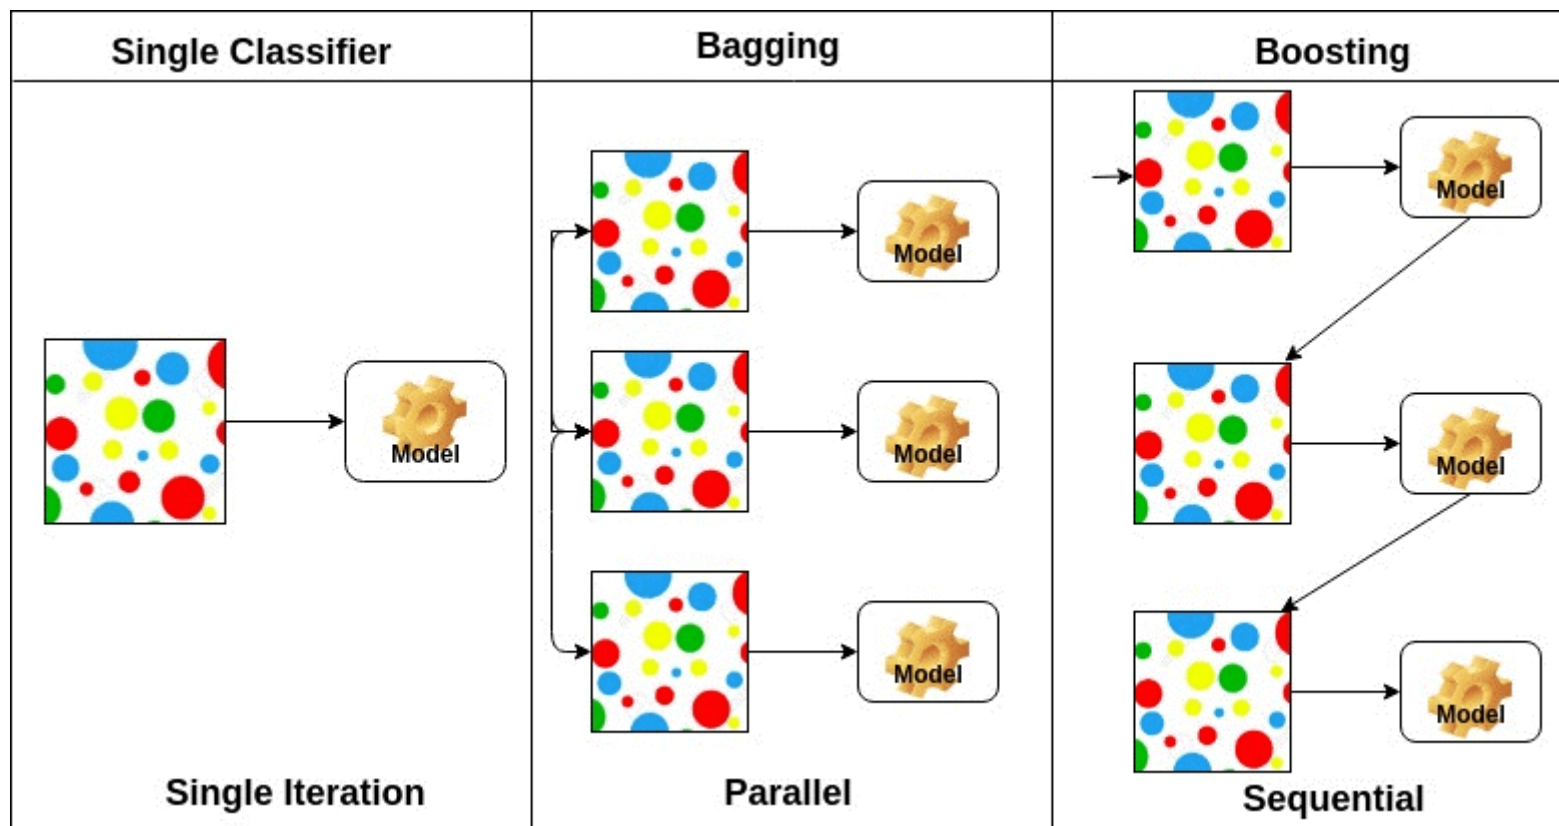 Single Classifier
Bagging
Boosting
Model
Model
Model
Model
Model
Model
Model
Single Iteration
Parallel
Sequential